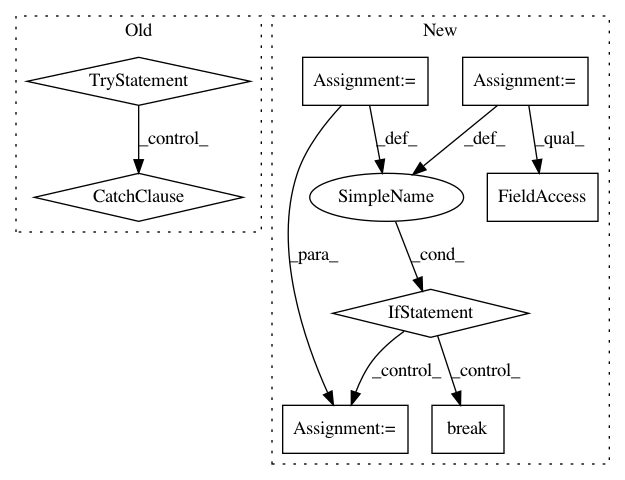 Old
New
TryStatement
Assignment:=
Assignment:=
_control_
_def_
_def_
_qual_
CatchClause
SimpleName
FieldAccess
_para_
_cond_
IfStatement
_control_
_control_
Assignment:=
break